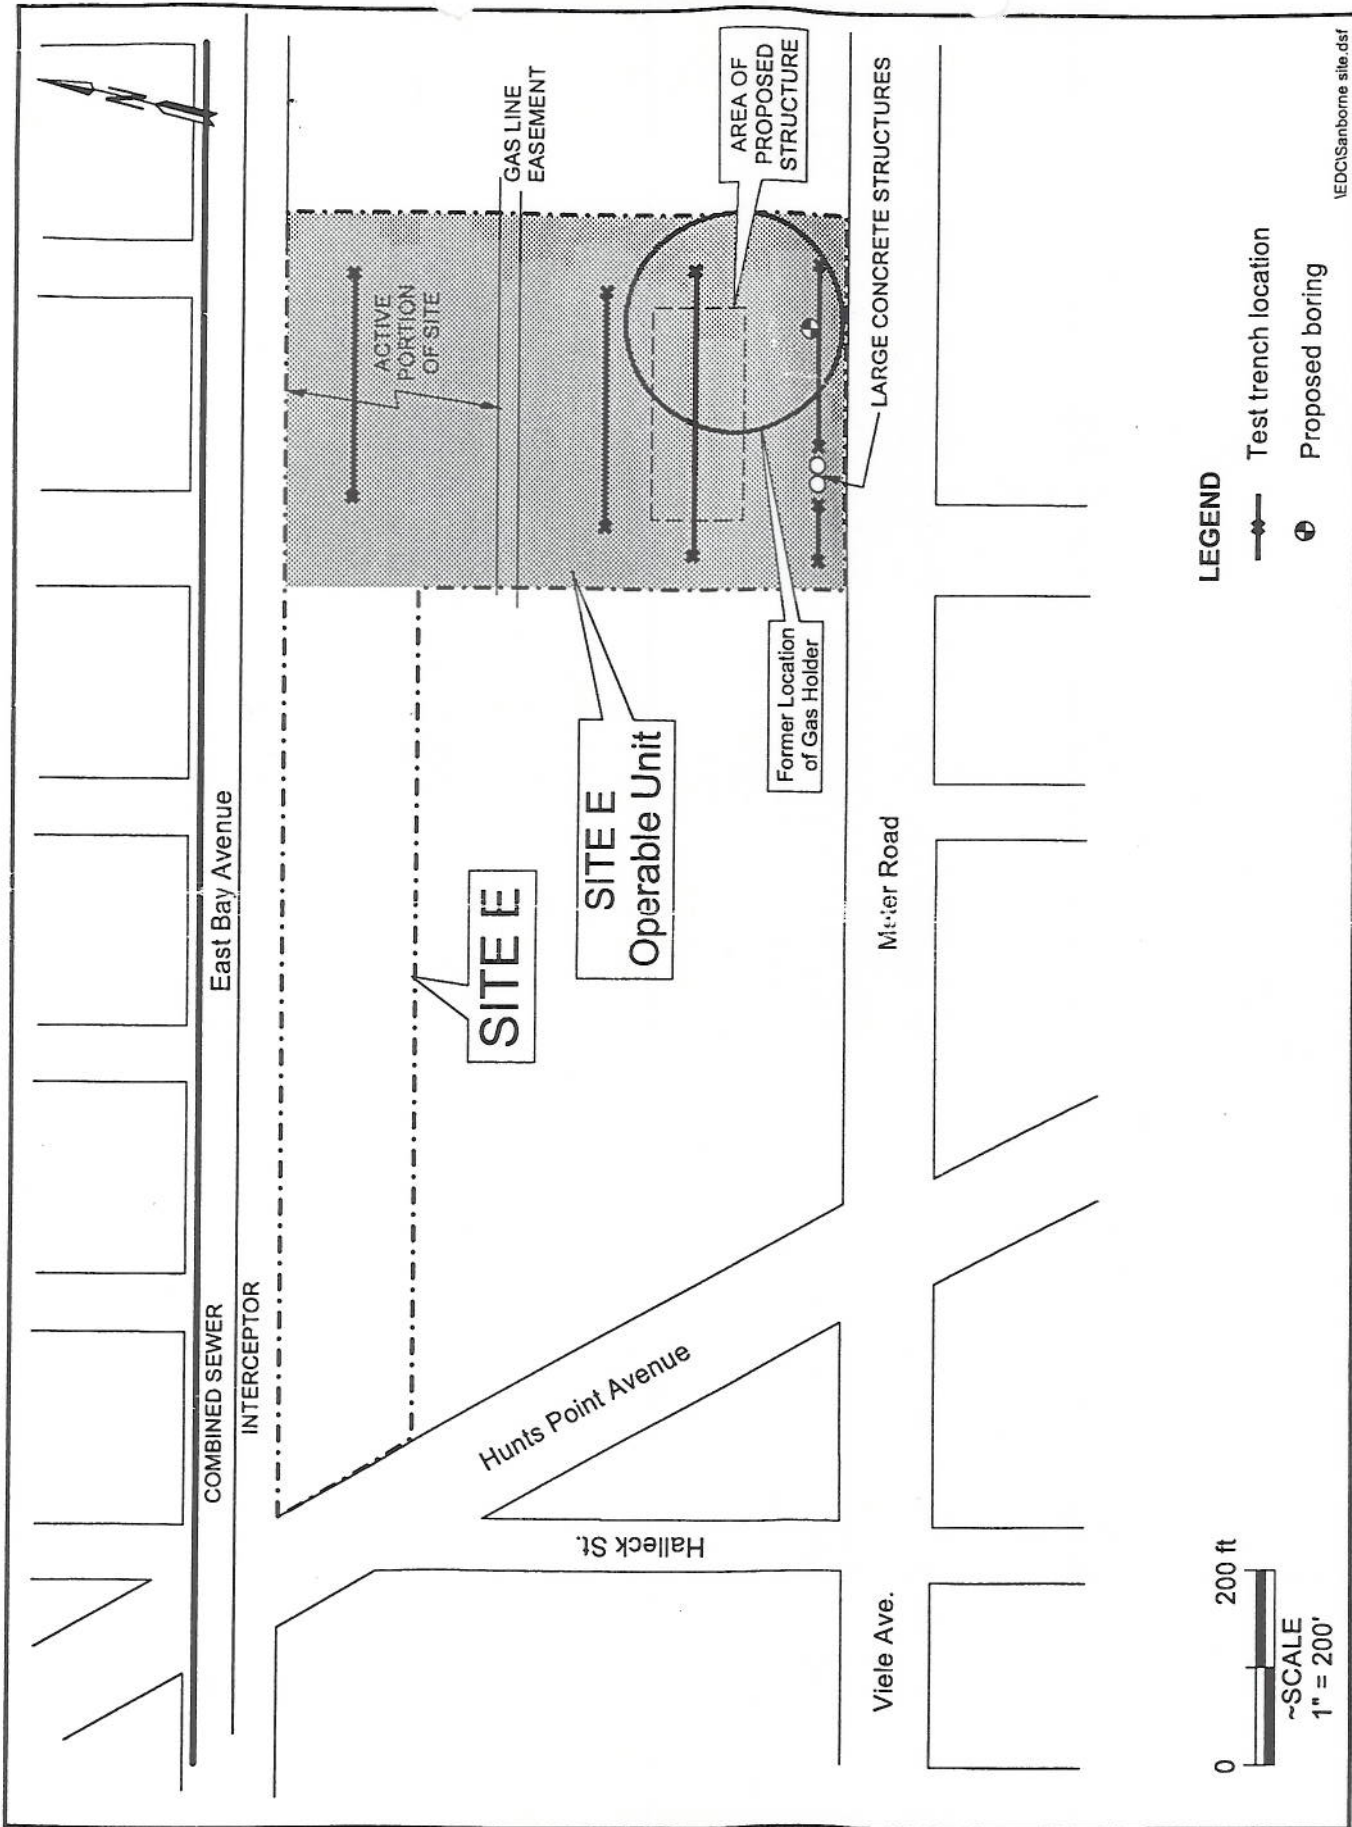 COMBINED SEWER
East Bay Avenue
INTERCEPTOR
N
ACTIVE
PORTION
OF SITE
GAS LINE
EASEMENT
SITE E
SITE E
Operable Unit
AREA OF
PROPOSED
STRUCTURE
Former Location
of Gas Holder
LARGE CONCRETE STRUCTURES
Hunts Point Avenue
Halleck St.
Viele Ave.
Road
LEGEND
Test trench location
Proposed boring
0
200 ft
~SCALE
1" = 200'
\EDC\Sanborne site.dsf